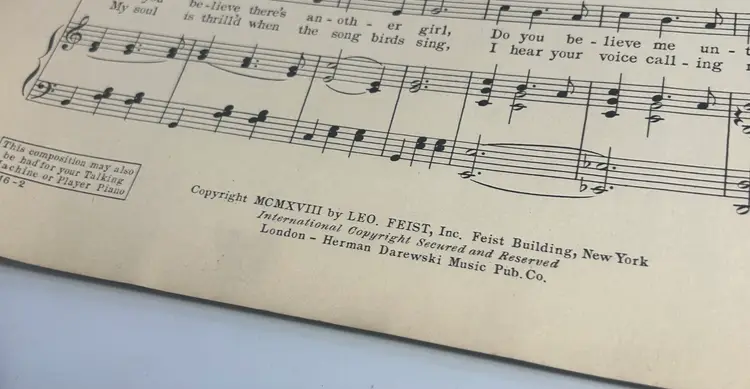 be-lieve there's an-oth-er girl, Do you be-lieve me un-
My soul is thrill'd when the song birds sing, I hear your voice call-ing
This composition may also
be had for your Talking
Machine or Player Piano
16-2
Copyright MCMXVIII by LEO. FEIST, Inc. Feist Building, New York
International Copyright Secured and Reserved
London - Herman Darewski Music Pub. Co.